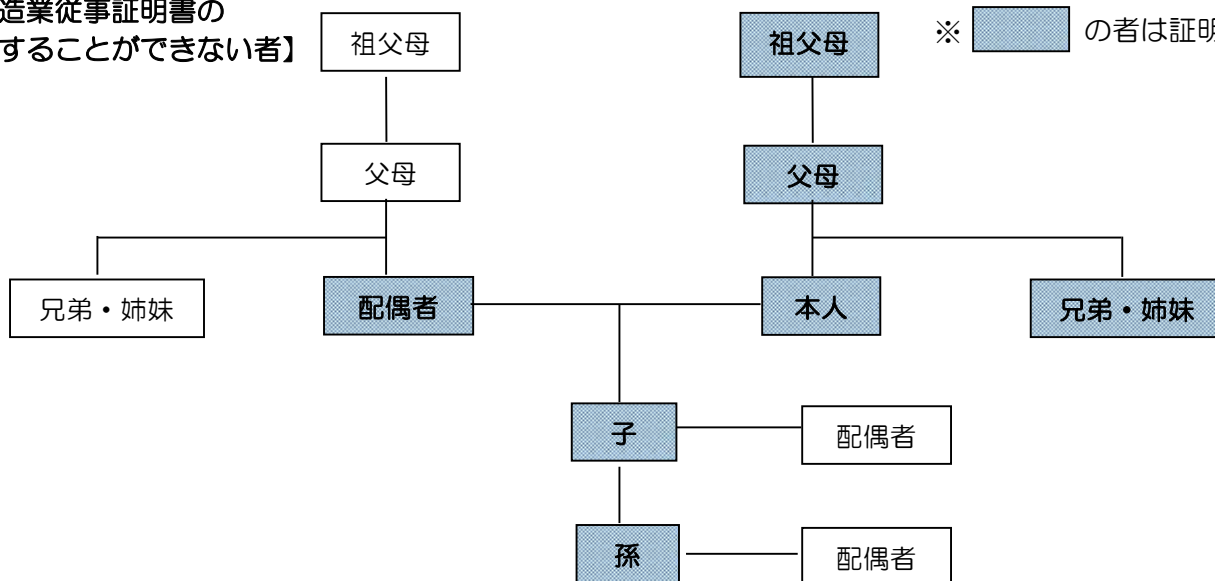 造業従事証明書の
することができない者】
祖父母
祖父母
※ の者は証明
父母
父母
兄弟・姉妹
配偶者
本人
兄弟・姉妹
子
配偶者
孫
配偶者